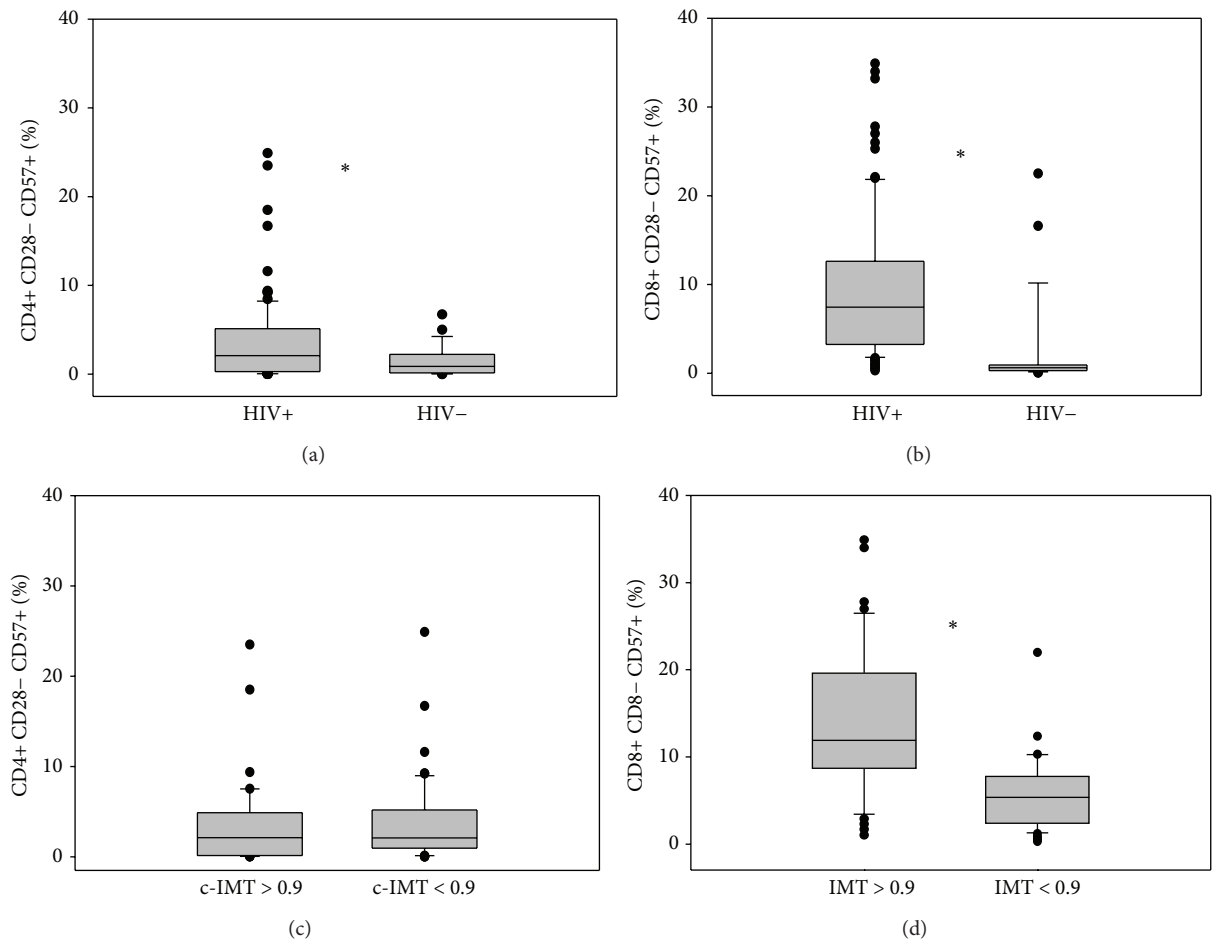 40
30
20
10
0
CD4+ CD28− CD57+ (%)
*
HIV+ HIV−
(a)
40
30
20
10
0
CD8+ CD28− CD57+ (%)
*
HIV+ HIV−
(b)
40
30
20
10
0
CD4+ CD28− CD57+ (%)
c-IMT > 0.9 c-IMT < 0.9
(c)
40
30
20
10
0
CD8+ CD8− CD57+ (%)
*
IMT > 0.9 IMT < 0.9
(d)